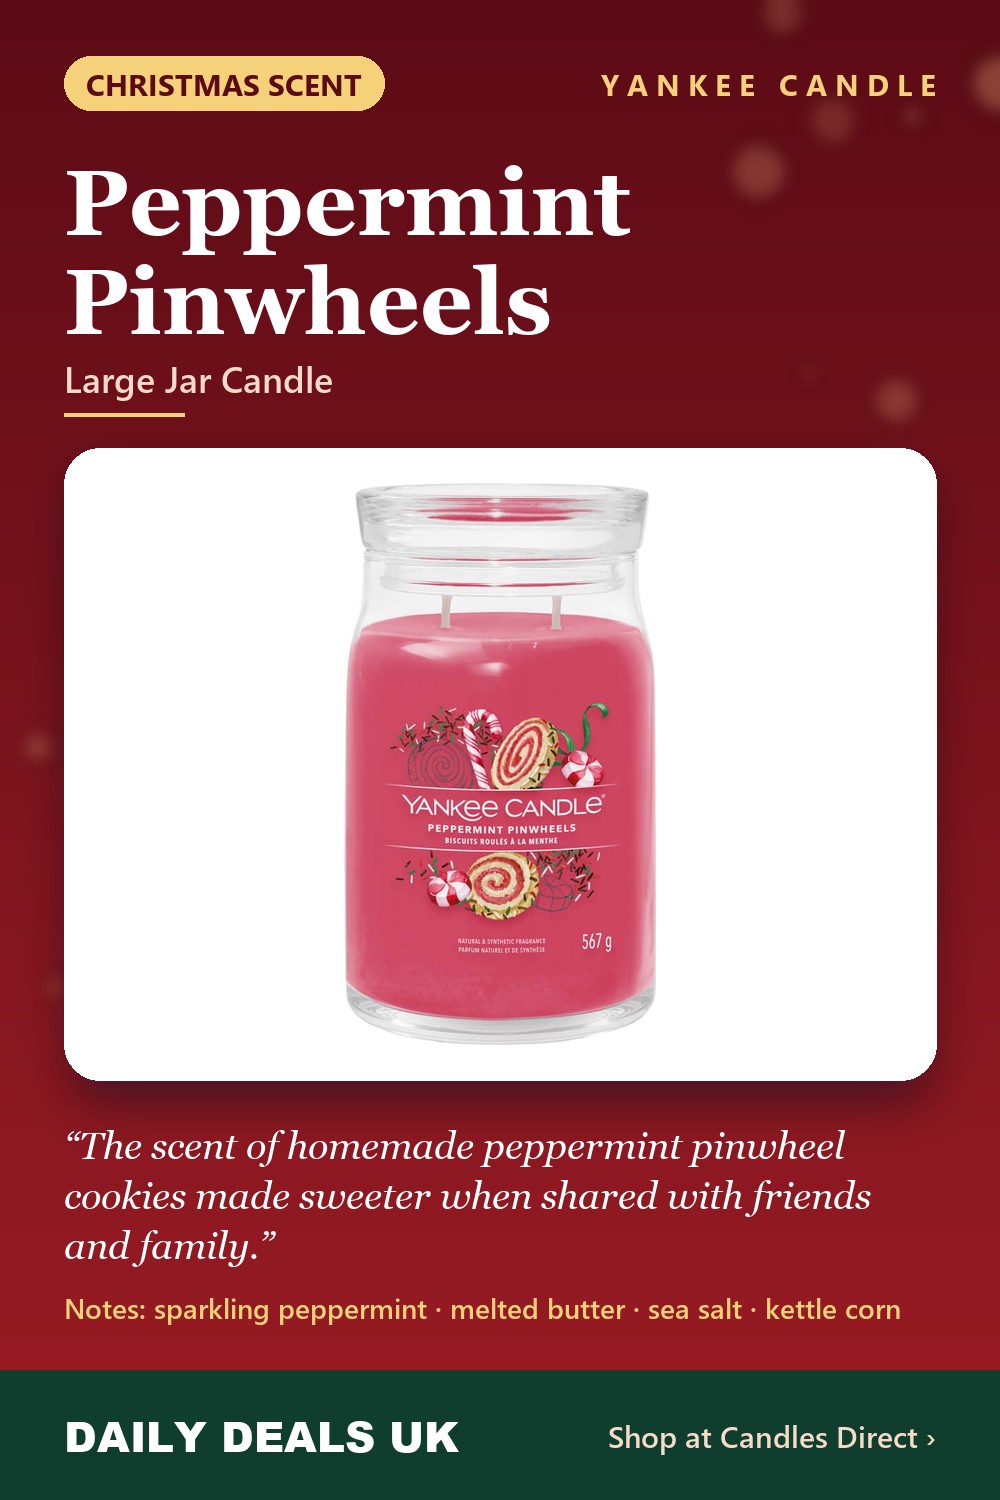 CHRISTMAS SCENT
YANKEE CANDLE
Peppermint
Pinwheels
Large Jar Candle
YANKEE CANDLE®
PEPPERMINT PINWHEELS
BISCUITS ROULÉS À LA MENTHE
NATURAL & SYNTHETIC FRAGRANCE
PARFUM NATUREL ET DE SYNTHÈSE
567 g
“The scent of homemade peppermint pinwheel
cookies made sweeter when shared with friends
and family.”
Notes: sparkling peppermint · melted butter · sea salt · kettle corn
DAILY DEALS UK
Shop at Candles Direct ›